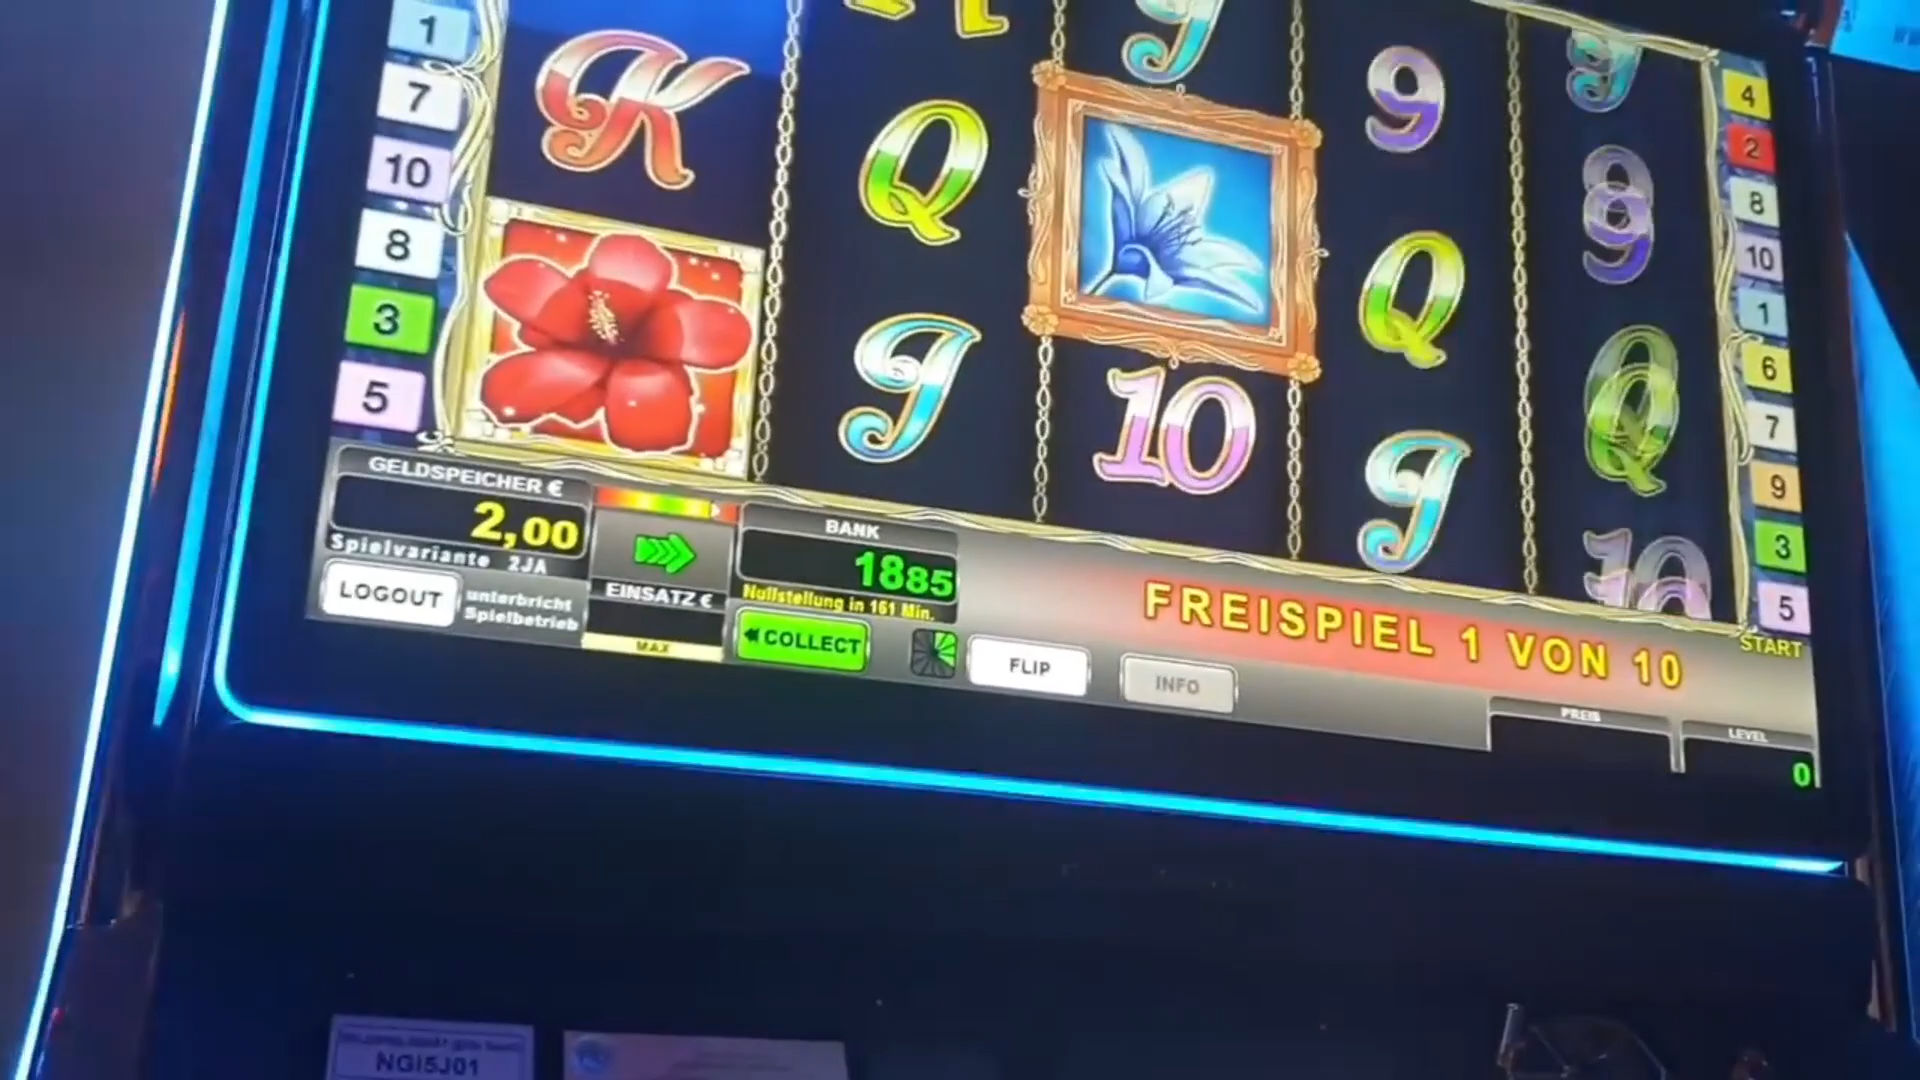 1
7
10
8
3
5
K
Q
J
10
9
Q
J
9
Q
10
4
2
8
10
1
6
7
9
3
5
GELDSPEICHER €
2,00
Spielvariante 2JA
LOGOUT
unterbricht
Spielbetrieb
EINSATZ €
MAX
BANK
1885
Nullstellung in 161 Min.
COLLECT
FLIP
INFO
FREISPIEL 1 VON 10
START
PREIS
LEVEL
0
NGI5J01